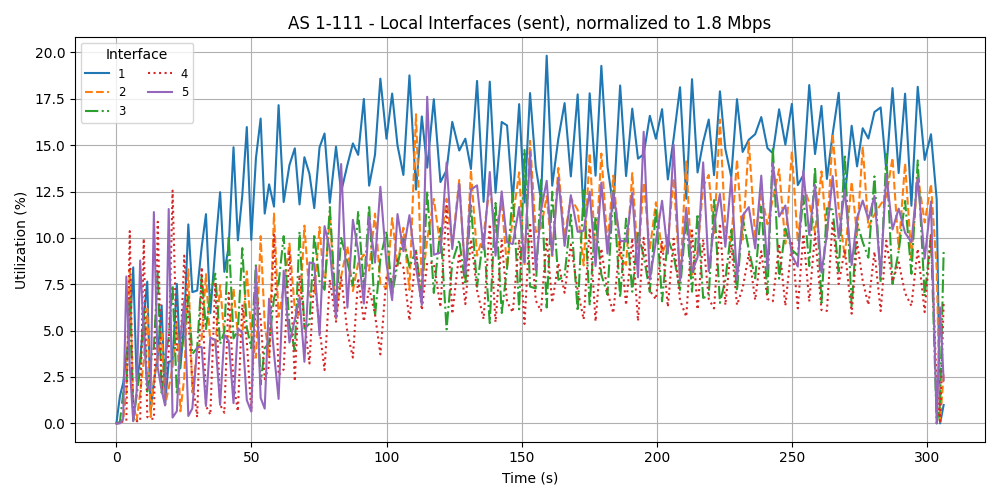 AS 1-111 - Local Interfaces (sent), normalized to 1.8 Mbps
Interface
1 4
2 5
3
Utilization (%)
20.0
17.5
15.0
12.5
10.0
7.5
5.0
2.5
0.0
0 50 100 150 200 250 300
Time (s)